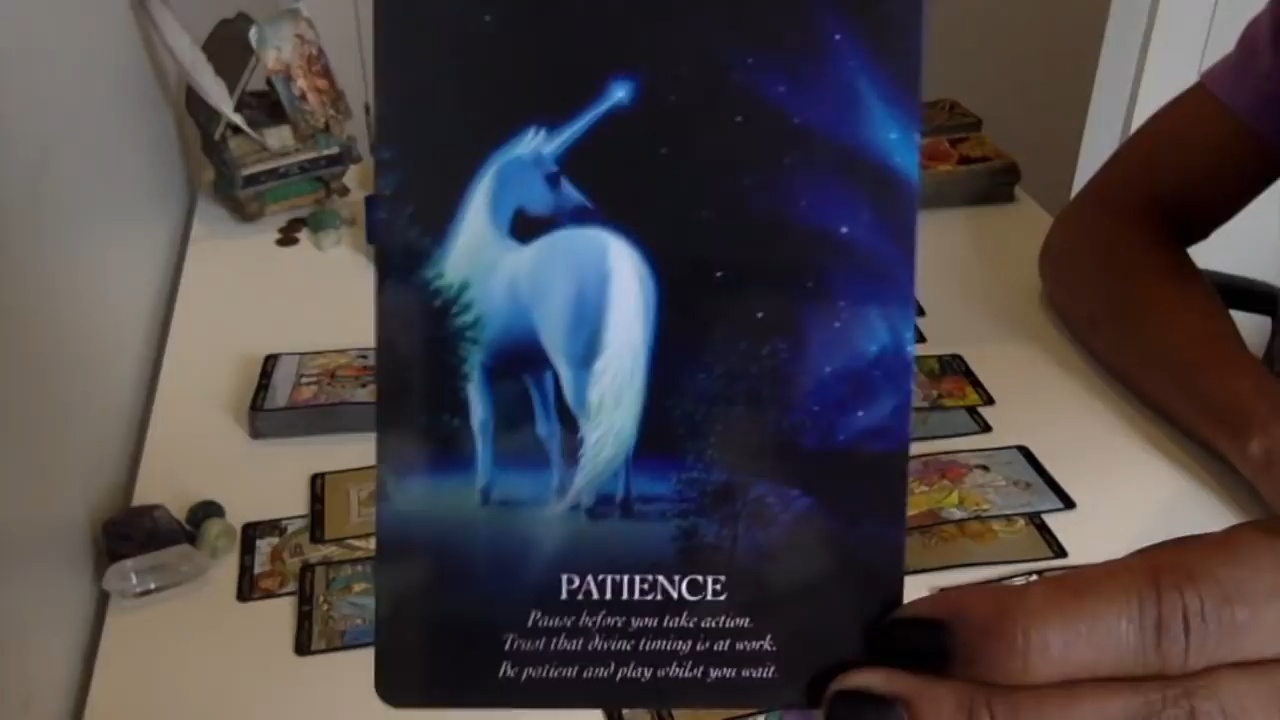 PATIENCE
Pause before you take action.
Trust that divine timing is at work.
Be patient and play whilst you wait.